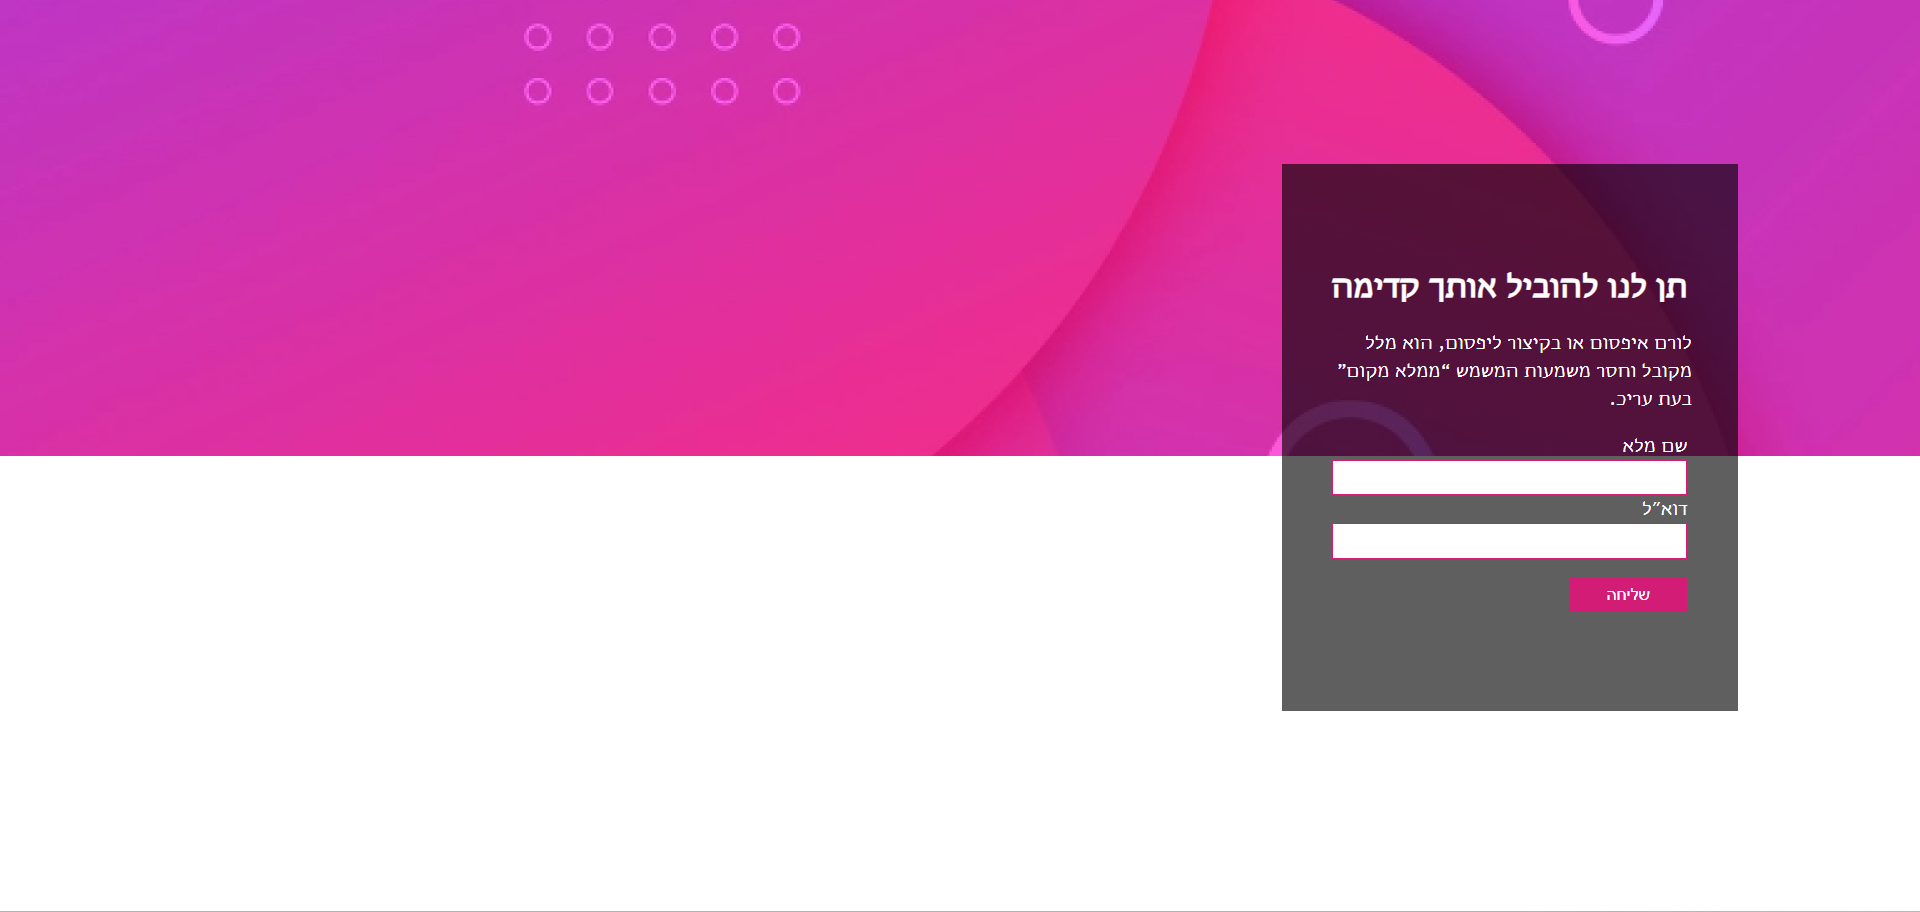 תן לנו להוביל אותך קדימה
לורם איפסום או בקיצור ליפסום, הוא מלל
מקובל וחסר משמעות המשמש “ממלא מקום”
בעת עריכ.
שם מלא
דוא”ל
שליחה